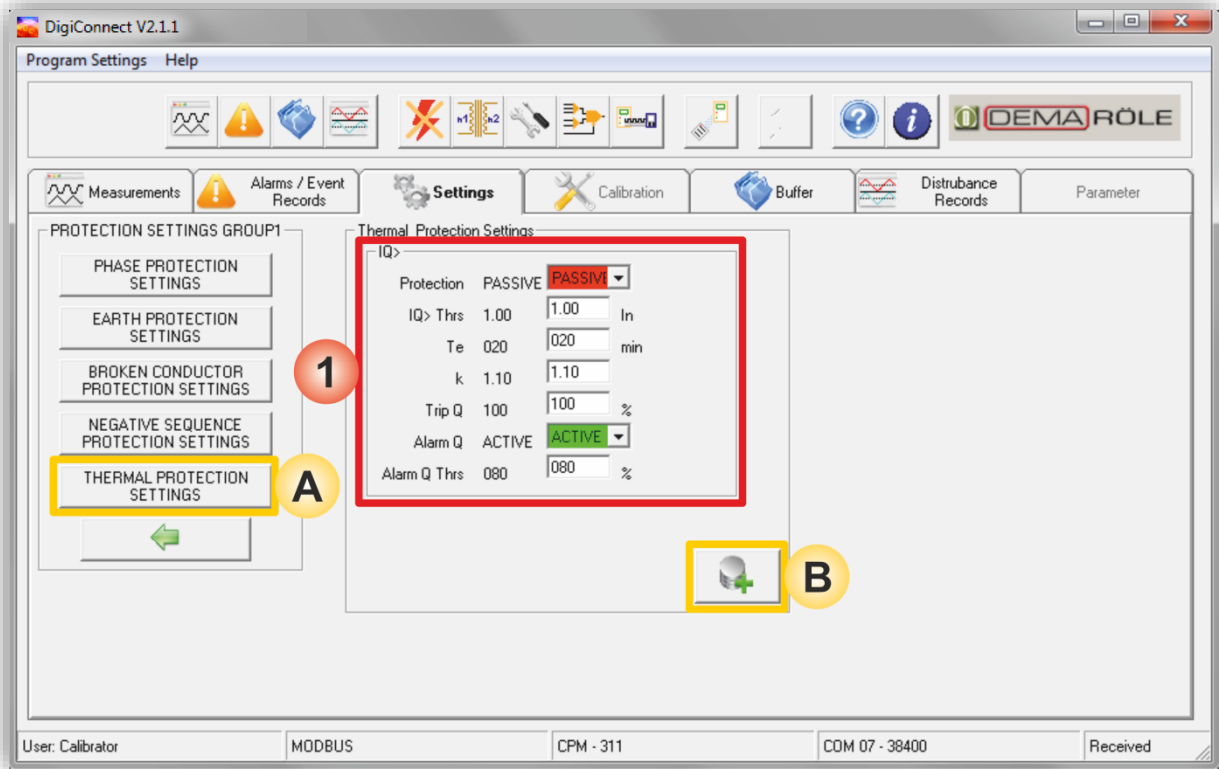 DigiConnect V2.1.1
Program Settings Help
n1 n2
? i DEMA RÖLE
Measurements
Alarms / Event
Records
Settings
Calibration
Buffer
Distrubance
Records
Parameter
PROTECTION SETTINGS GROUP1
PHASE PROTECTION
SETTINGS
EARTH PROTECTION
SETTINGS
BROKEN CONDUCTOR
PROTECTION SETTINGS
NEGATIVE SEQUENCE
PROTECTION SETTINGS
THERMAL PROTECTION
SETTINGS
A
1
Thermal Protection Settings
IQ>
Protection PASSIVE PASSIVE
IQ> Thrs 1.00 1.00 In
Te 020 020 min
k 1.10 1.10
Trip Q 100 100 %
Alarm Q ACTIVE ACTIVE
Alarm Q Thrs 080 080 %
B
User: Calibrator MODBUS CPM - 311 COM 07 - 38400 Received